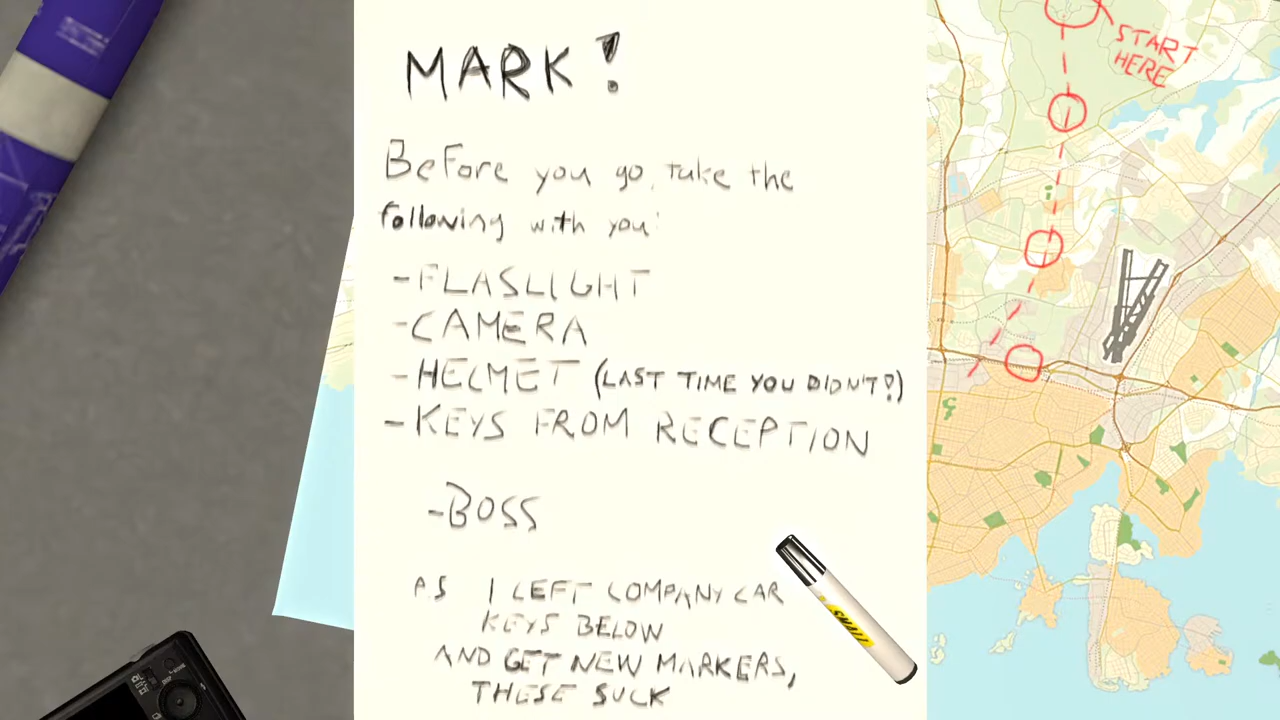 MARK!
Before you go, take the
following with you:
-FLASLIGHT
-CAMERA
-HELMET (LAST TIME YOU DIDN'T?)
-KEYS FROM RECEPTION
-BOSS
P.S I LEFT COMPANY CAR
KEYS BELOW
AND GET NEW MARKERS,
THESE SUCK
SMALL
START
HERE